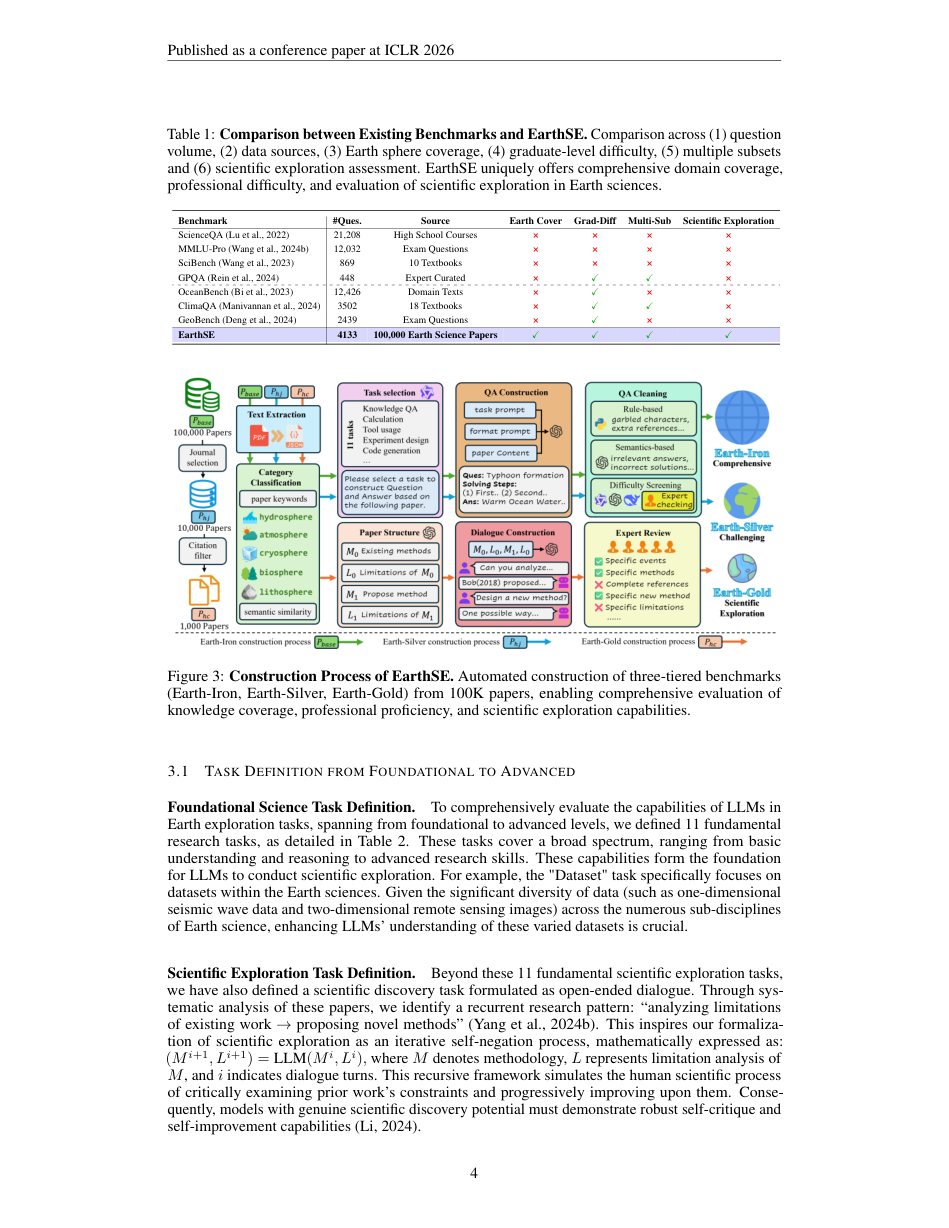 Published as a conference paper at ICLR 2026
Table 1: Comparison between Existing Benchmarks and EarthSE. Comparison across (1) question
volume, (2) data sources, (3) Earth sphere coverage, (4) graduate-level difficulty, (5) multiple subsets
and (6) scientific exploration assessment. EarthSE uniquely offers comprehensive domain coverage,
professional difficulty, and evaluation of scientific exploration in Earth sciences.
Benchmark #Ques. Source Earth Cover Grad-Diff Multi-Sub Scientific Exploration
ScienceQA (Lu et al., 2022) 21,208 High School Courses × × × ×
MMLU-Pro (Wang et al., 2024b) 12,032 Exam Questions × × × ×
SciBench (Wang et al., 2023) 869 10 Textbooks × × × ×
GPQA (Rein et al., 2024) 448 Expert Curated × ✓ ✓ ×
OceanBench (Bi et al., 2023) 12,426 Domain Texts × ✓ × ×
ClimaQA (Manivannan et al., 2024) 3502 18 Textbooks × ✓ ✓ ×
GeoBench (Deng et al., 2024) 2439 Exam Questions × ✓ × ×
EarthSE 4133 100,000 Earth Science Papers ✓ ✓ ✓ ✓
P_base
100,000 Papers
Journal
selection
P_hj
10,000 Papers
Citation
filter
P_hc
1,000 Papers
P_base P_hj P_hc
Text Extraction
PDF
JSON
Category
Classification
paper keywords
hydrosphere
atmosphere
cryosphere
biosphere
lithosphere
semantic similarity
Task selection
11 tasks
Knowledge QA
Calculation
Tool usage
Experiment design
Code generation
...
Please select a task to
construct Question
and Answer based on
the following paper.
Paper Structure
M0 Existing methods
L0 Limitations of M0
M1 Propose method
L1 Limitations of M1
QA Construction
task prompt
format prompt
paper Content
Ques: Typhoon formation
Solving Steps:
(1) First.. (2) Second..
Ans: Warm Ocean Water..
Dialogue Construction
M0, L0, M1, L0
Can you analyze...
Bob(2018) proposed...
Design a new method?
One possible way...
QA Cleaning
Rule-based
garbled characters,
extra references...
Semantics-based
irrelevant answers,
incorrect solutions...
Difficulty Screening
Expert
checking
Expert Review
Specific events
Specific methods
Complete references
Specific new method
Specific limitations
......
Earth-Iron
Comprehensive
Earth-Silver
Challenging
Earth-Gold
Scientific
Exploration
Earth-Iron construction process P_base Earth-Silver construction process P_hj Earth-Gold construction process P_hc
Figure 3: Construction Process of EarthSE. Automated construction of three-tiered benchmarks
(Earth-Iron, Earth-Silver, Earth-Gold) from 100K papers, enabling comprehensive evaluation of
knowledge coverage, professional proficiency, and scientific exploration capabilities.
3.1 TASK DEFINITION FROM FOUNDATIONAL TO ADVANCED
Foundational Science Task Definition. To comprehensively evaluate the capabilities of LLMs in
Earth exploration tasks, spanning from foundational to advanced levels, we defined 11 fundamental
research tasks, as detailed in Table 2. These tasks cover a broad spectrum, ranging from basic
understanding and reasoning to advanced research skills. These capabilities form the foundation
for LLMs to conduct scientific exploration. For example, the "Dataset" task specifically focuses on
datasets within the Earth sciences. Given the significant diversity of data (such as one-dimensional
seismic wave data and two-dimensional remote sensing images) across the numerous sub-disciplines
of Earth science, enhancing LLMs’ understanding of these varied datasets is crucial.
Scientific Exploration Task Definition. Beyond these 11 fundamental scientific exploration tasks,
we have also defined a scientific discovery task formulated as open-ended dialogue. Through sys-
tematic analysis of these papers, we identify a recurrent research pattern: “analyzing limitations
of existing work → proposing novel methods” (Yang et al., 2024b). This inspires our formaliza-
tion of scientific exploration as an iterative self-negation process, mathematically expressed as:
(M^{i+1}, L^{i+1}) = LLM(M^i, L^i), where M denotes methodology, L represents limitation analysis of
M, and i indicates dialogue turns. This recursive framework simulates the human scientific process
of critically examining prior work’s constraints and progressively improving upon them. Conse-
quently, models with genuine scientific discovery potential must demonstrate robust self-critique and
self-improvement capabilities (Li, 2024).
4